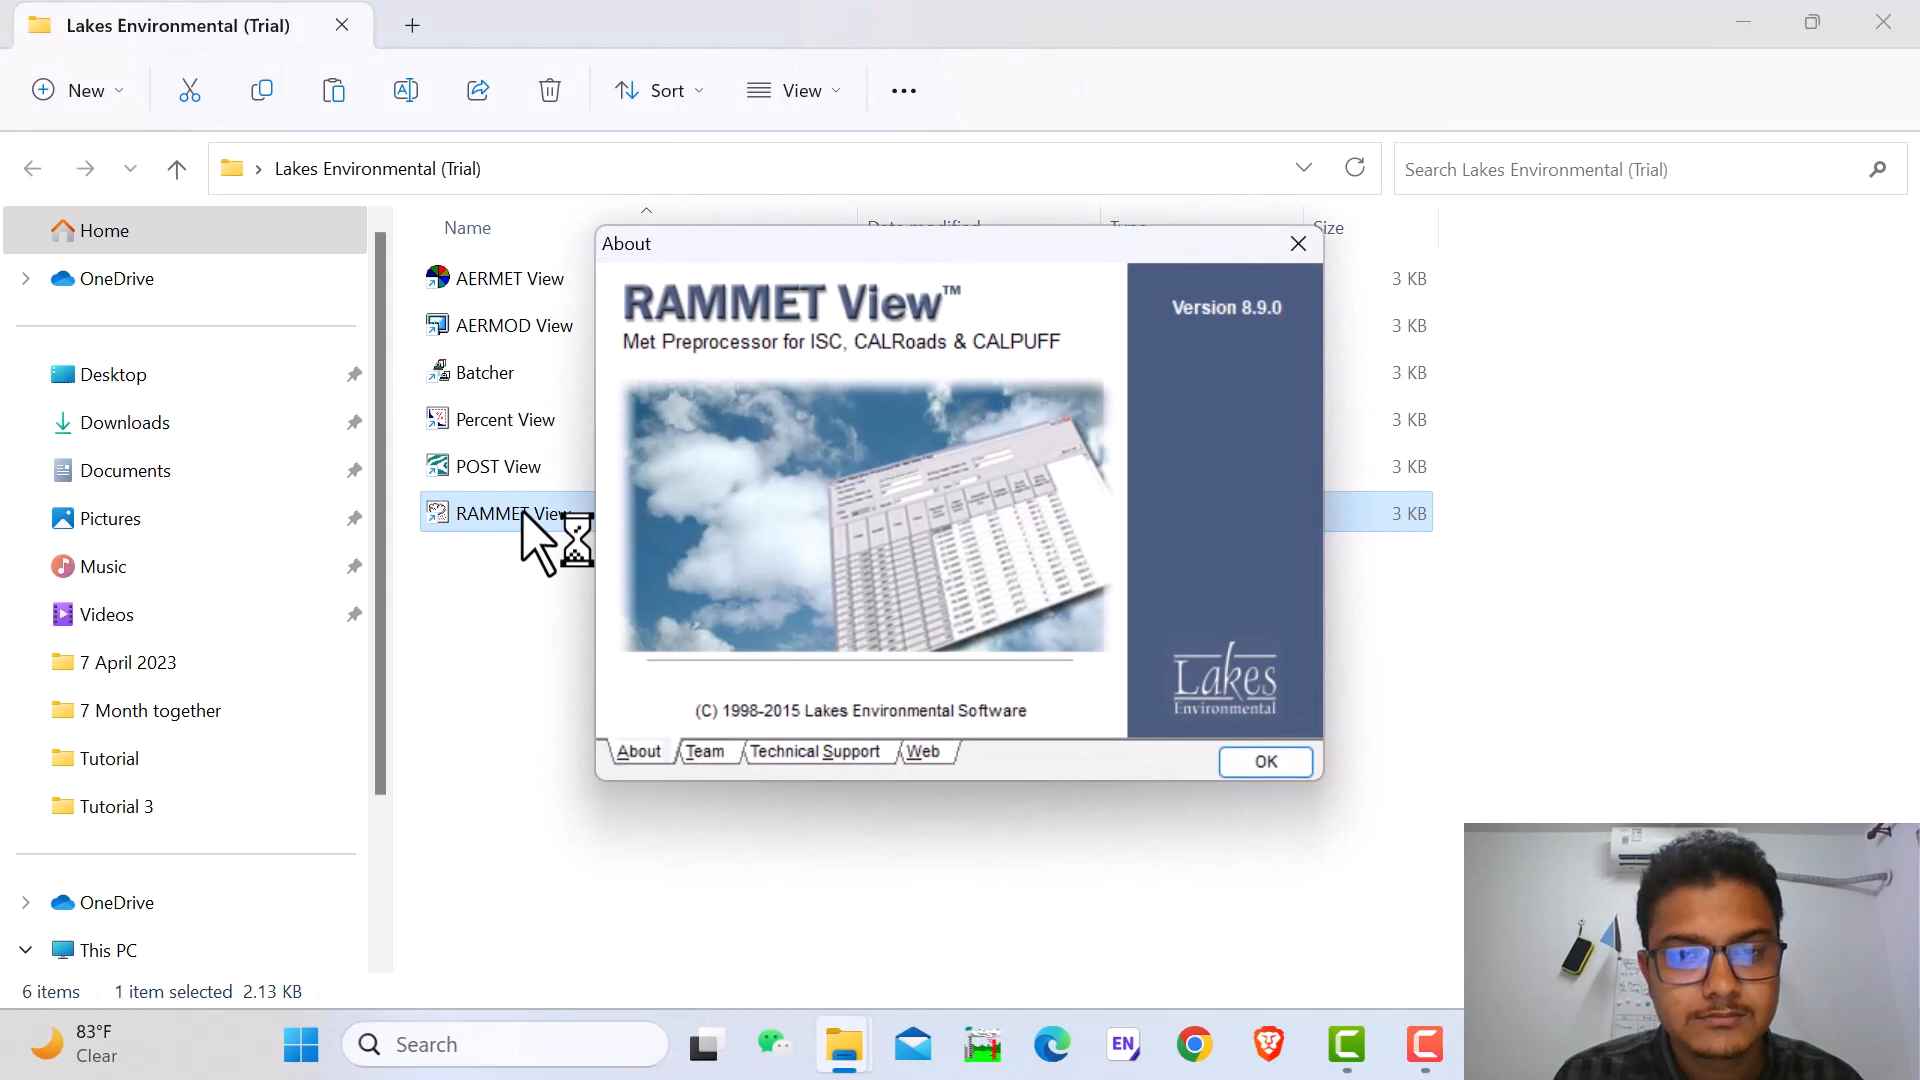 Lakes Environmental (Trial)
New
Sort
View
Lakes Environmental (Trial)
Search Lakes Environmental (Trial)
Home
OneDrive
Desktop
Downloads
Documents
Pictures
Music
Videos
7 April 2023
7 Month together
Tutorial
Tutorial 3
OneDrive
This PC
Name
Date modified
Type
Size
AERMET View
3 KB
AERMOD View
3 KB
Batcher
3 KB
Percent View
3 KB
POST View
3 KB
RAMMET View
3 KB
About
RAMMET View™
Met Preprocessor for ISC, CALRoads & CALPUFF
Version 8.9.0
Lakes
Environmental
(C) 1998-2015 Lakes Environmental Software
About
Team
Technical Support
Web
OK
6 items
1 item selected 2.13 KB
83°F
Clear
Search
EN